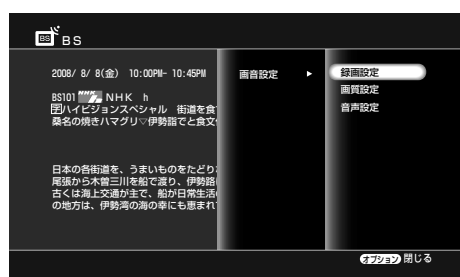 BS BS
2008/ 8/ 8(金) 10:00PM- 10:45PM
BS101 NHK NHK h
字ハイビジョンスペシャル 街道を食
桑名の焼きハマグリ▽伊勢詣でと食文
日本の各街道を、うまいものをたどり
尾張から木曽三川を船で渡り、伊勢路
古くは海上交通が主で、船が日常生活
の地方は、伊勢湾の海の幸にも恵まれ
画音設定 ▶
録画設定
画質設定
音声設定
オプション 閉じる